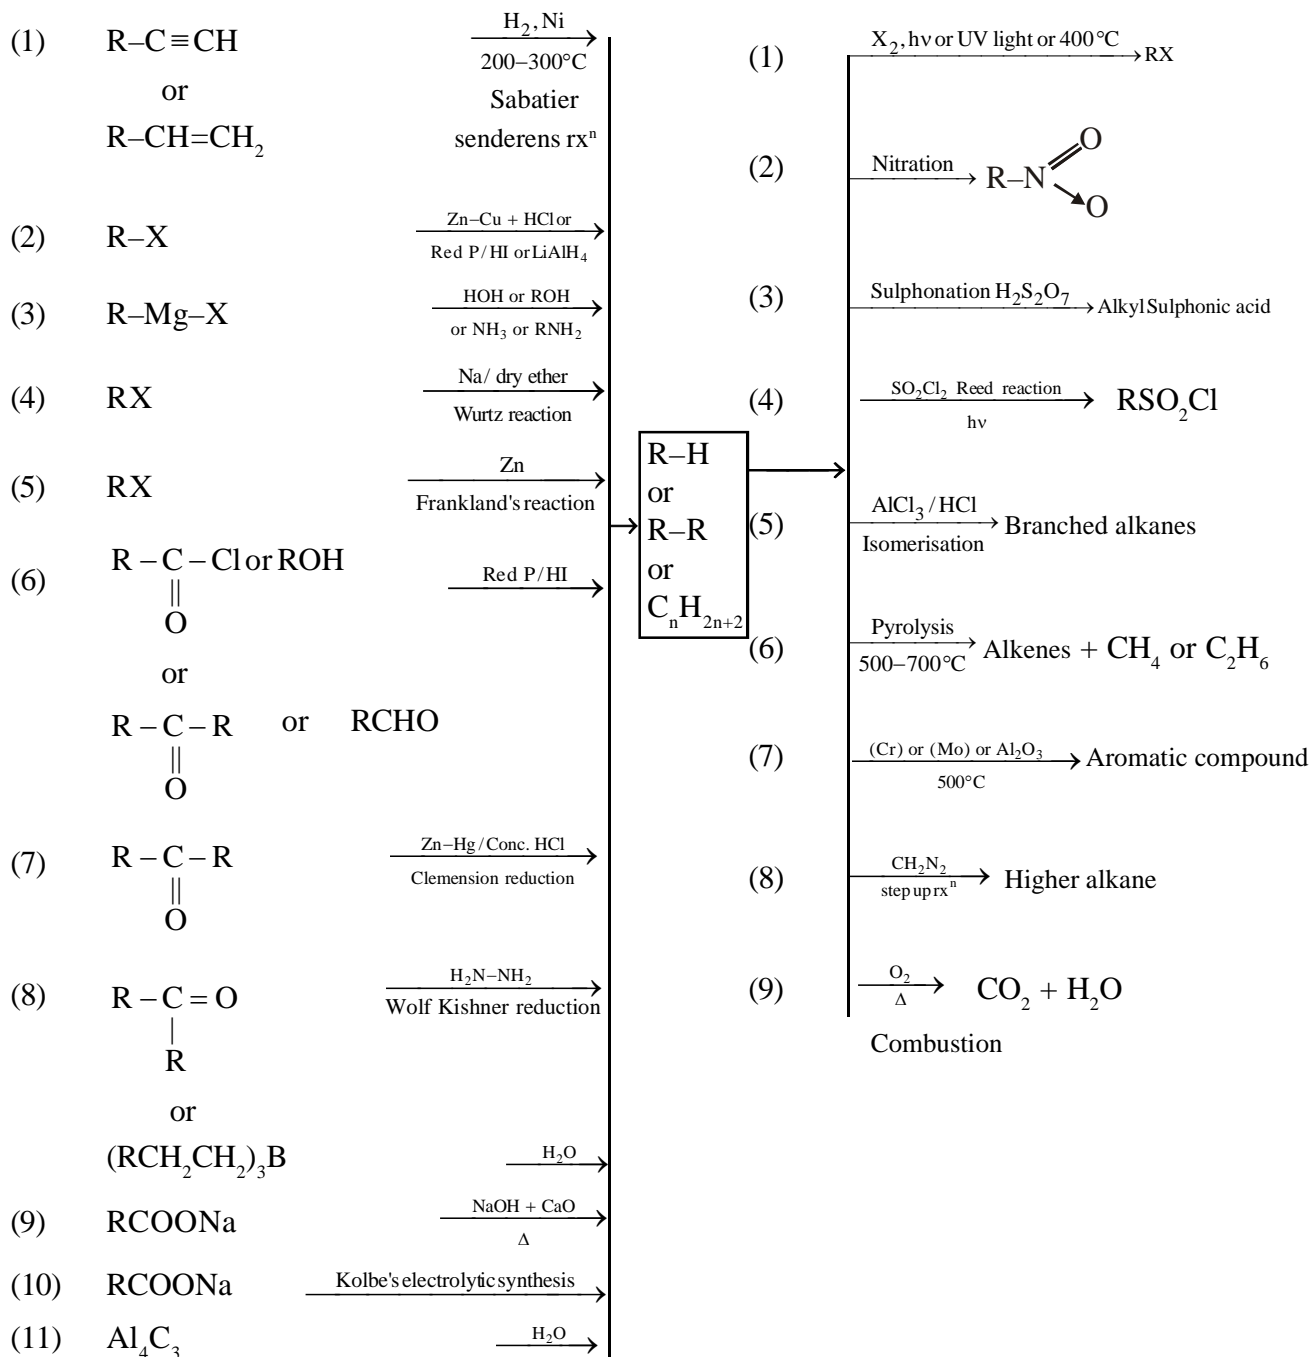 (1) R–C≡CH H2, Ni
200–300°C
or Sabatier
R–CH=CH2 senderens rxn
(2) R–X Zn–Cu + HCl or
Red P/HI or LiAlH4
(3) R–Mg–X HOH or ROH
or NH3 or RNH2
(4) RX Na/ dry ether
Wurtz reaction
(5) RX Zn
Frankland's reaction
(6) R – C – Cl or ROH Red P/HI
||
O
or
R – C – R or RCHO
||
O
(7) R – C – R Zn–Hg/Conc. HCl
|| Clemension reduction
O
(8) R – C = O H2N–NH2
| Wolf Kishner reduction
R
or
(RCH2CH2)3B H2O
(9) RCOONa NaOH + CaO
Δ
(10) RCOONa Kolbe's electrolytic synthesis
(11) Al4C3 H2O
R–H
or
R–R
or
CnH2n+2
(1) X2, hν or UV light or 400°C RX
(2) Nitration R–N O
O
(3) Sulphonation H2S2O7 Alkyl Sulphonic acid
(4) SO2Cl2 Reed reaction RSO2Cl
hν
(5) AlCl3/HCl Branched alkanes
Isomerisation
(6) Pyrolysis Alkenes + CH4 or C2H6
500–700°C
(7) (Cr) or (Mo) or Al2O3 Aromatic compound
500°C
(8) CH2N2 Higher alkane
step up rxn
(9) O2 CO2 + H2O
Δ
Combustion